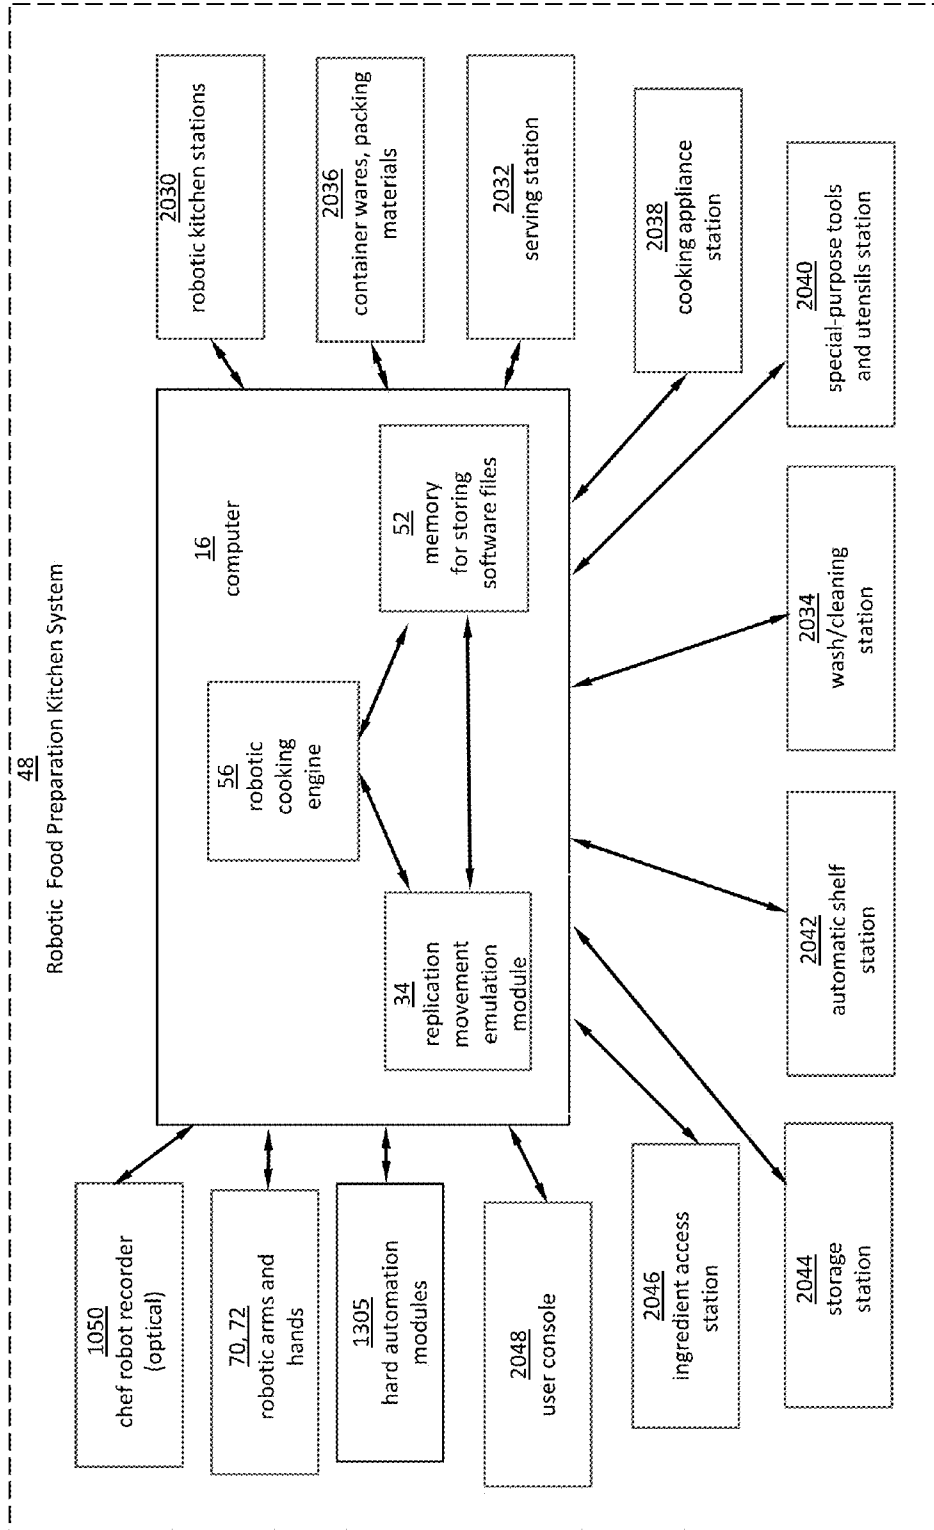 48
Robotic Food Preparation Kitchen System
1050
chef robot recorder
(optical)
70, 72
robotic arms and
hands
1305
hard automation
modules
2048
user console
2046
ingredient access
station
2044
storage
station
16
computer
56
robotic
cooking
engine
34
replication
movement
emulation
module
52
memory
for storing
software files
2042
automatic shelf
station
2034
wash/cleaning
station
2030
robotic kitchen stations
2036
container wares, packing
materials
2032
serving station
2038
cooking appliance
station
2040
special-purpose tools
and utensils station